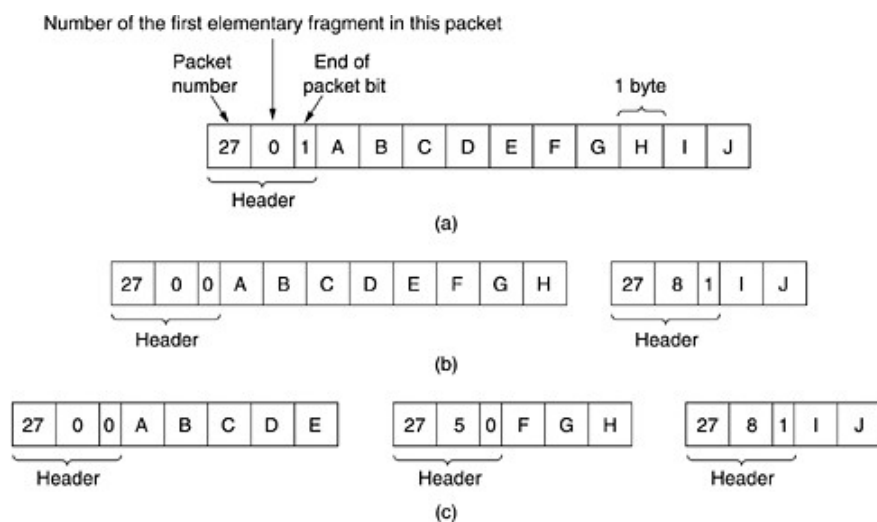 Number of the first elementary fragment in this packet
Packet number
End of packet bit
1 byte
27 0 1 A B C D E F G H I J
Header
(a)
27 0 0 A B C D E F G H
27 8 1 I J
Header
Header
(b)
27 0 0 A B C D E
27 5 0 F G H
27 8 1 I J
Header
Header
Header
(c)